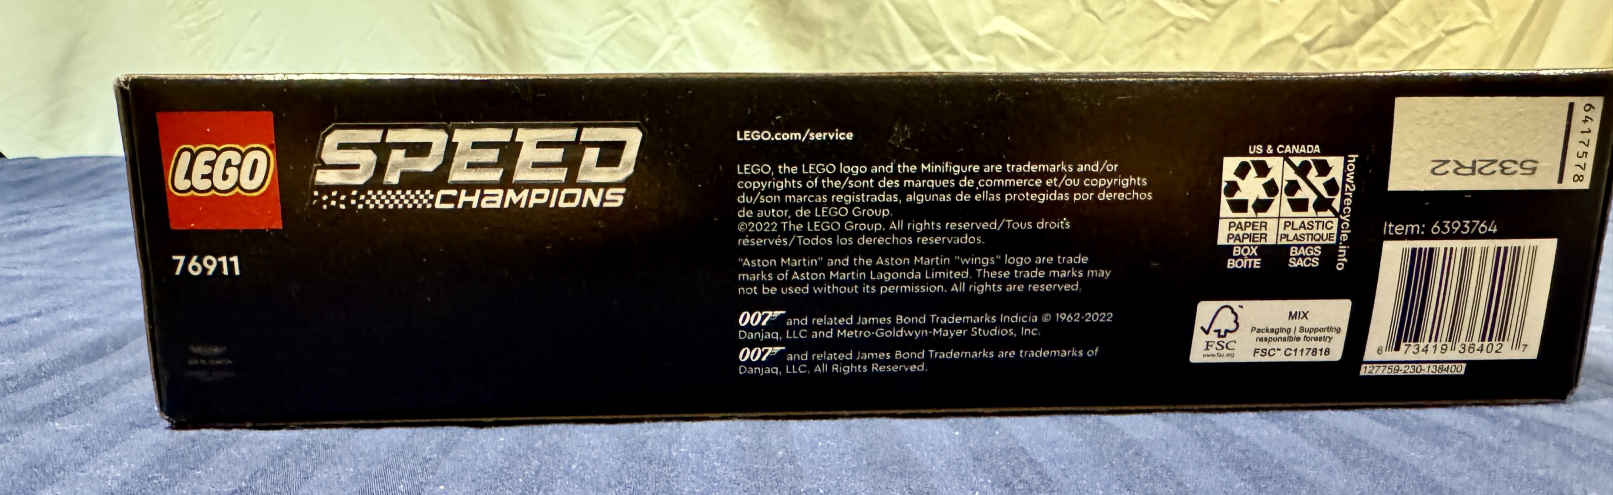 LEGO
SPEED
CHAMPIONS
76911
LEGO.com/service
LEGO, the LEGO logo and the Minifigure are trademarks and/or
copyrights of the/sont des marques de commerce et/ou copyrights
du/son marcas registradas, algunas de ellas protegidas por derechos
de autor, de LEGO Group.
©2022 The LEGO Group. All rights reserved/Tous droits
réservés/Todos los derechos reservados.
"Aston Martin" and the Aston Martin "wings" logo are trade
marks of Aston Martin Lagonda Limited. These trade marks may
not be used without its permission. All rights are reserved.
007 and related James Bond Trademarks Indicia © 1962-2022
Danjaq, LLC and Metro-Goldwyn-Mayer Studios, Inc.
007 and related James Bond Trademarks are trademarks of
Danjaq, LLC. All Rights Reserved.
US & CANADA
PAPER
PAPIER
BOX
BOÎTE
PLASTIC
PLASTIQUE
BAGS
SACS
how2recycle.info
FSC
www.fsc.org
MIX
Packaging | Supporting
responsible forestry
FSC™ C117818
532R2
6417578
Item: 6393764
6 73419 36402 7
127759-230-138400